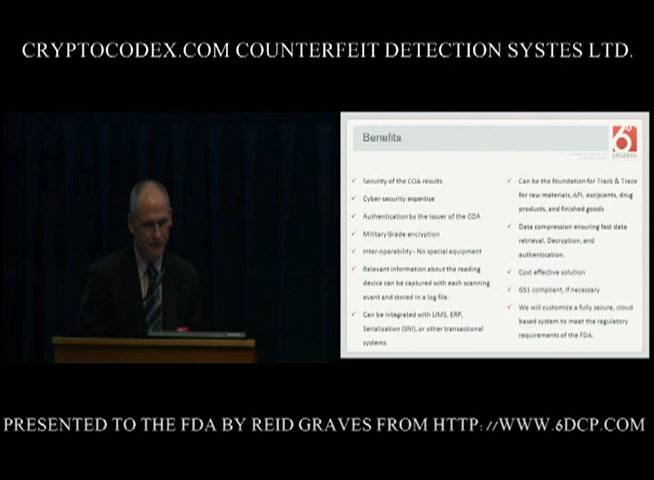 CRYPTOCODEX.COM COUNTERFEIT DETECTION SYSTES LTD.
Benefits
6°
Security of the COA results
Cyber-security expertise
Authentication by the issuer of the COA
Military Grade encryption
Interoperability - No special equipment
Relevant information about the reading
device can be captured with each scanning
event and stored in a log file.
Can be integrated with LIMS, ERP,
Serialization (SNI), or other transactional
systems
Can be the foundation for Track & Trace
for raw materials, API, excipients, drug
products, and finished goods
Data compression ensuring fast data
retrieval, Decryption, and
authentication.
Cost effective solution
GS1 compliant, if necessary
We will customize a fully secure, cloud
based system to meet the regulatory
requirements of the FDA.
PRESENTED TO THE FDA BY REID GRAVES FROM HTTP://WWW.6DCP.COM